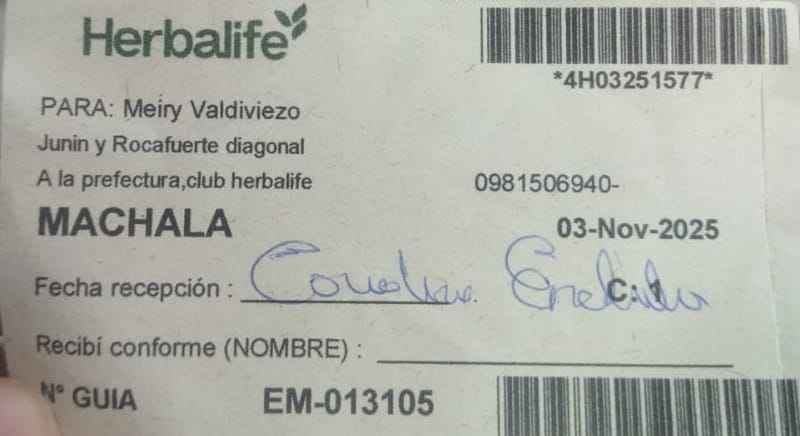 Herbalife
*4H03251577*
PARA: Meiry Valdiviezo
Junin y Rocafuerte diagonal
A la prefectura,club herbalife 0981506940-
MACHALA 03-Nov-2025
Fecha recepción : C: 1
Recibí conforme (NOMBRE) :
N° GUIA EM-013105